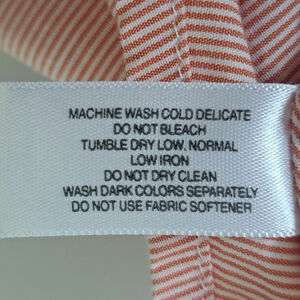 MACHINE WASH COLD DELICATE
DO NOT BLEACH
TUMBLE DRY LOW, NORMAL
LOW IRON
DO NOT DRY CLEAN
WASH DARK COLORS SEPARATELY
DO NOT USE FABRIC SOFTENER